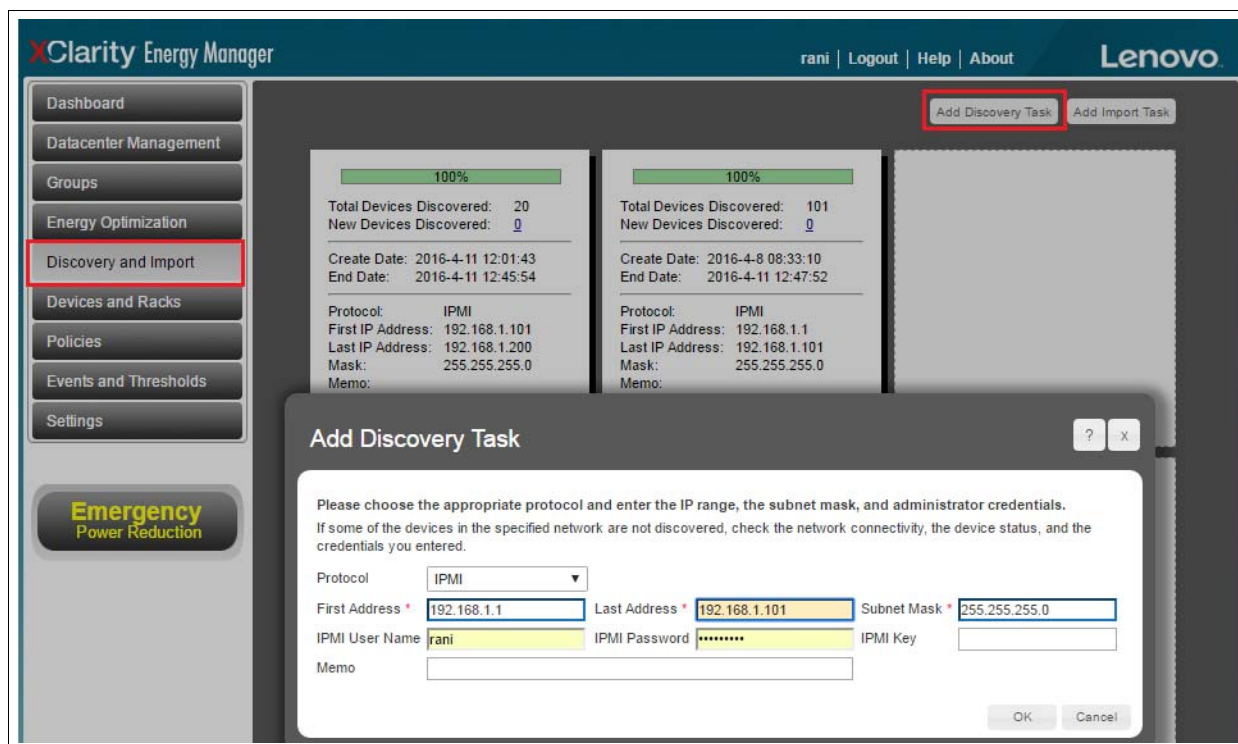 XClarity Energy Manager
rani | Logout | Help | About
Lenovo.
Dashboard
Datacenter Management
Groups
Energy Optimization
Discovery and Import
Devices and Racks
Policies
Events and Thresholds
Settings
Emergency
Power Reduction
Add Discovery Task
Add Import Task
100%
Total Devices Discovered: 20
New Devices Discovered: 0
Create Date: 2016-4-11 12:01:43
End Date: 2016-4-11 12:45:54
Protocol: IPMI
First IP Address: 192.168.1.101
Last IP Address: 192.168.1.200
Mask: 255.255.255.0
Memo:
100%
Total Devices Discovered: 101
New Devices Discovered: 0
Create Date: 2016-4-8 08:33:10
End Date: 2016-4-11 12:47:52
Protocol: IPMI
First IP Address: 192.168.1.1
Last IP Address: 192.168.1.101
Mask: 255.255.255.0
Memo:
Add Discovery Task
? x
Please choose the appropriate protocol and enter the IP range, the subnet mask, and administrator credentials.
If some of the devices in the specified network are not discovered, check the network connectivity, the device status, and the
credentials you entered.
Protocol IPMI
First Address * 192.168.1.1 Last Address * 192.168.1.101 Subnet Mask * 255.255.255.0
IPMI User Name rani IPMI Password ••••••••• IPMI Key
Memo
OK Cancel